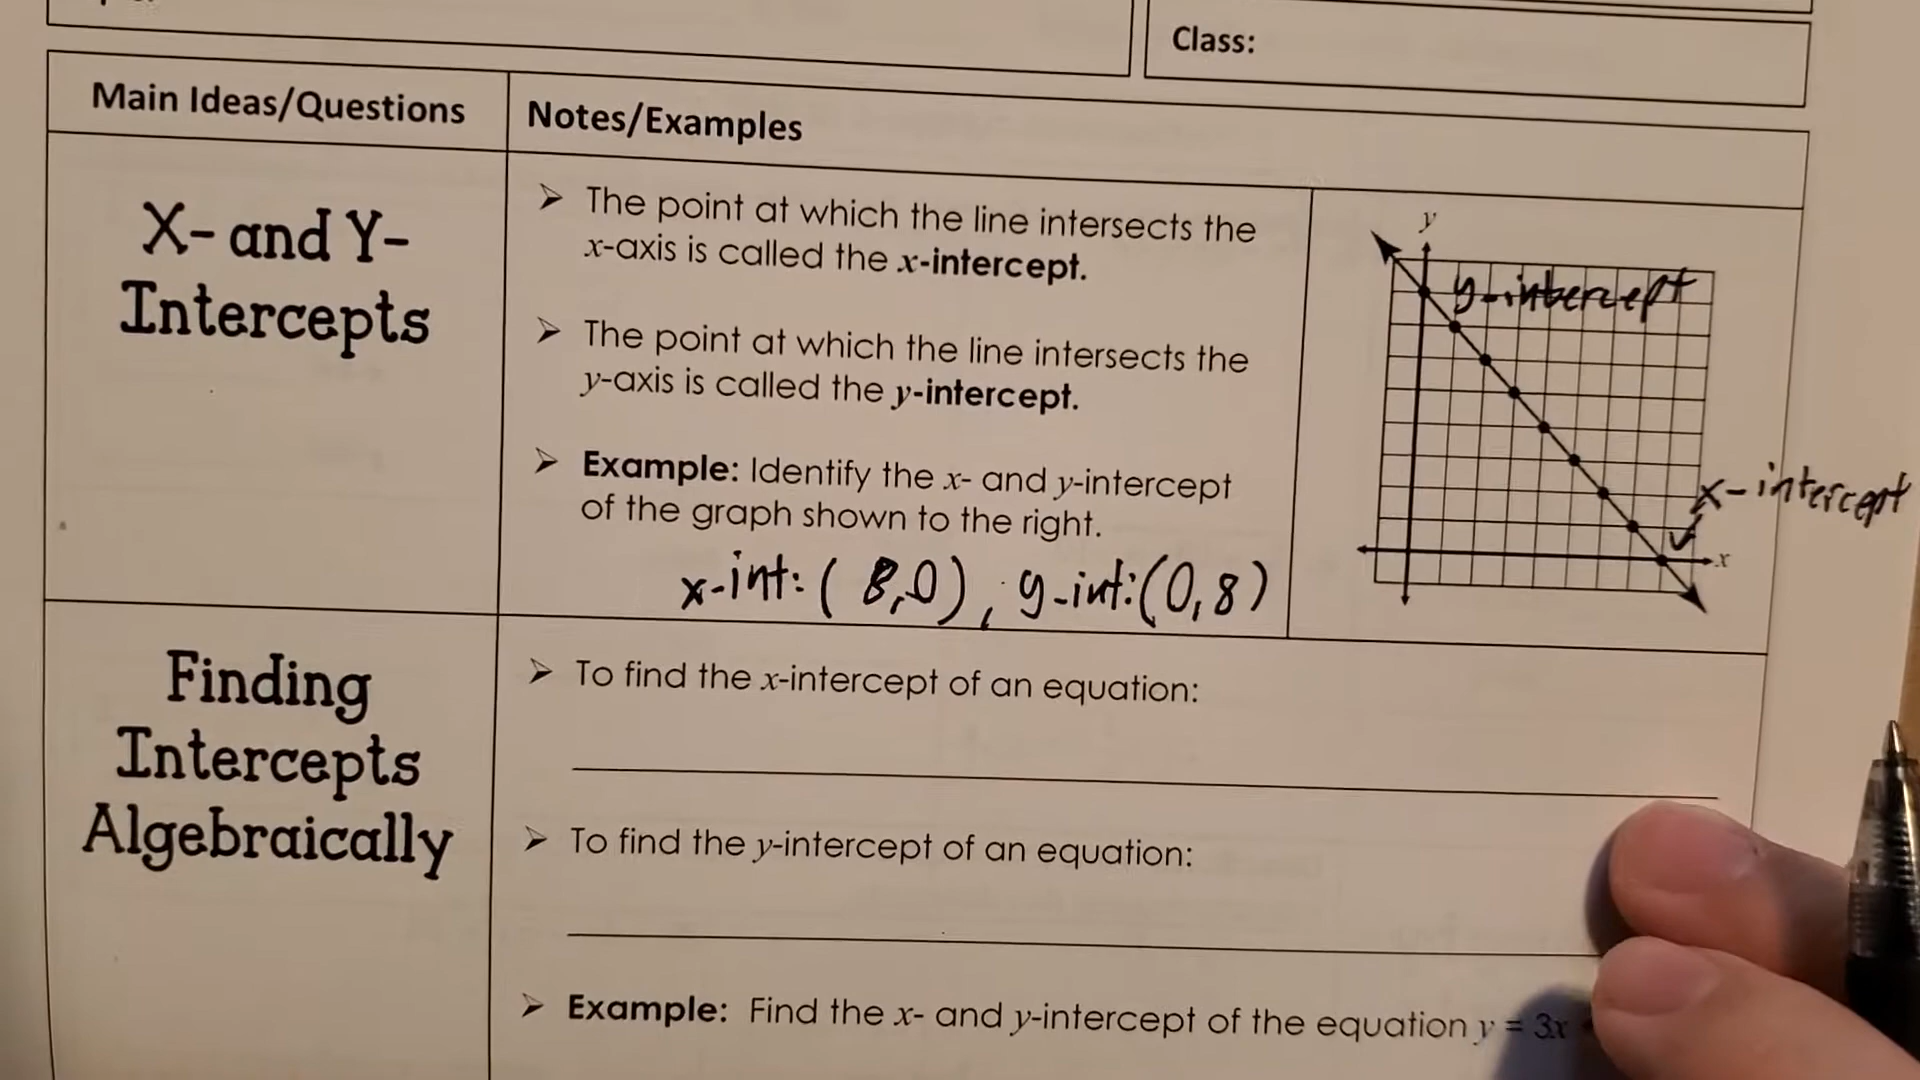 Class:
Main Ideas/Questions
Notes/Examples
X- and Y-
Intercepts
➢ The point at which the line intersects the
x-axis is called the x-intercept.
➢ The point at which the line intersects the
y-axis is called the y-intercept.
➢ Example: Identify the x- and y-intercept
of the graph shown to the right.
x-int: (8,0), y-int: (0,8)
y
y-intercept
x-intercept
x
Finding
Intercepts
Algebraically
➢ To find the x-intercept of an equation:
➢ To find the y-intercept of an equation:
➢ Example: Find the x- and y-intercept of the equation y = 3x